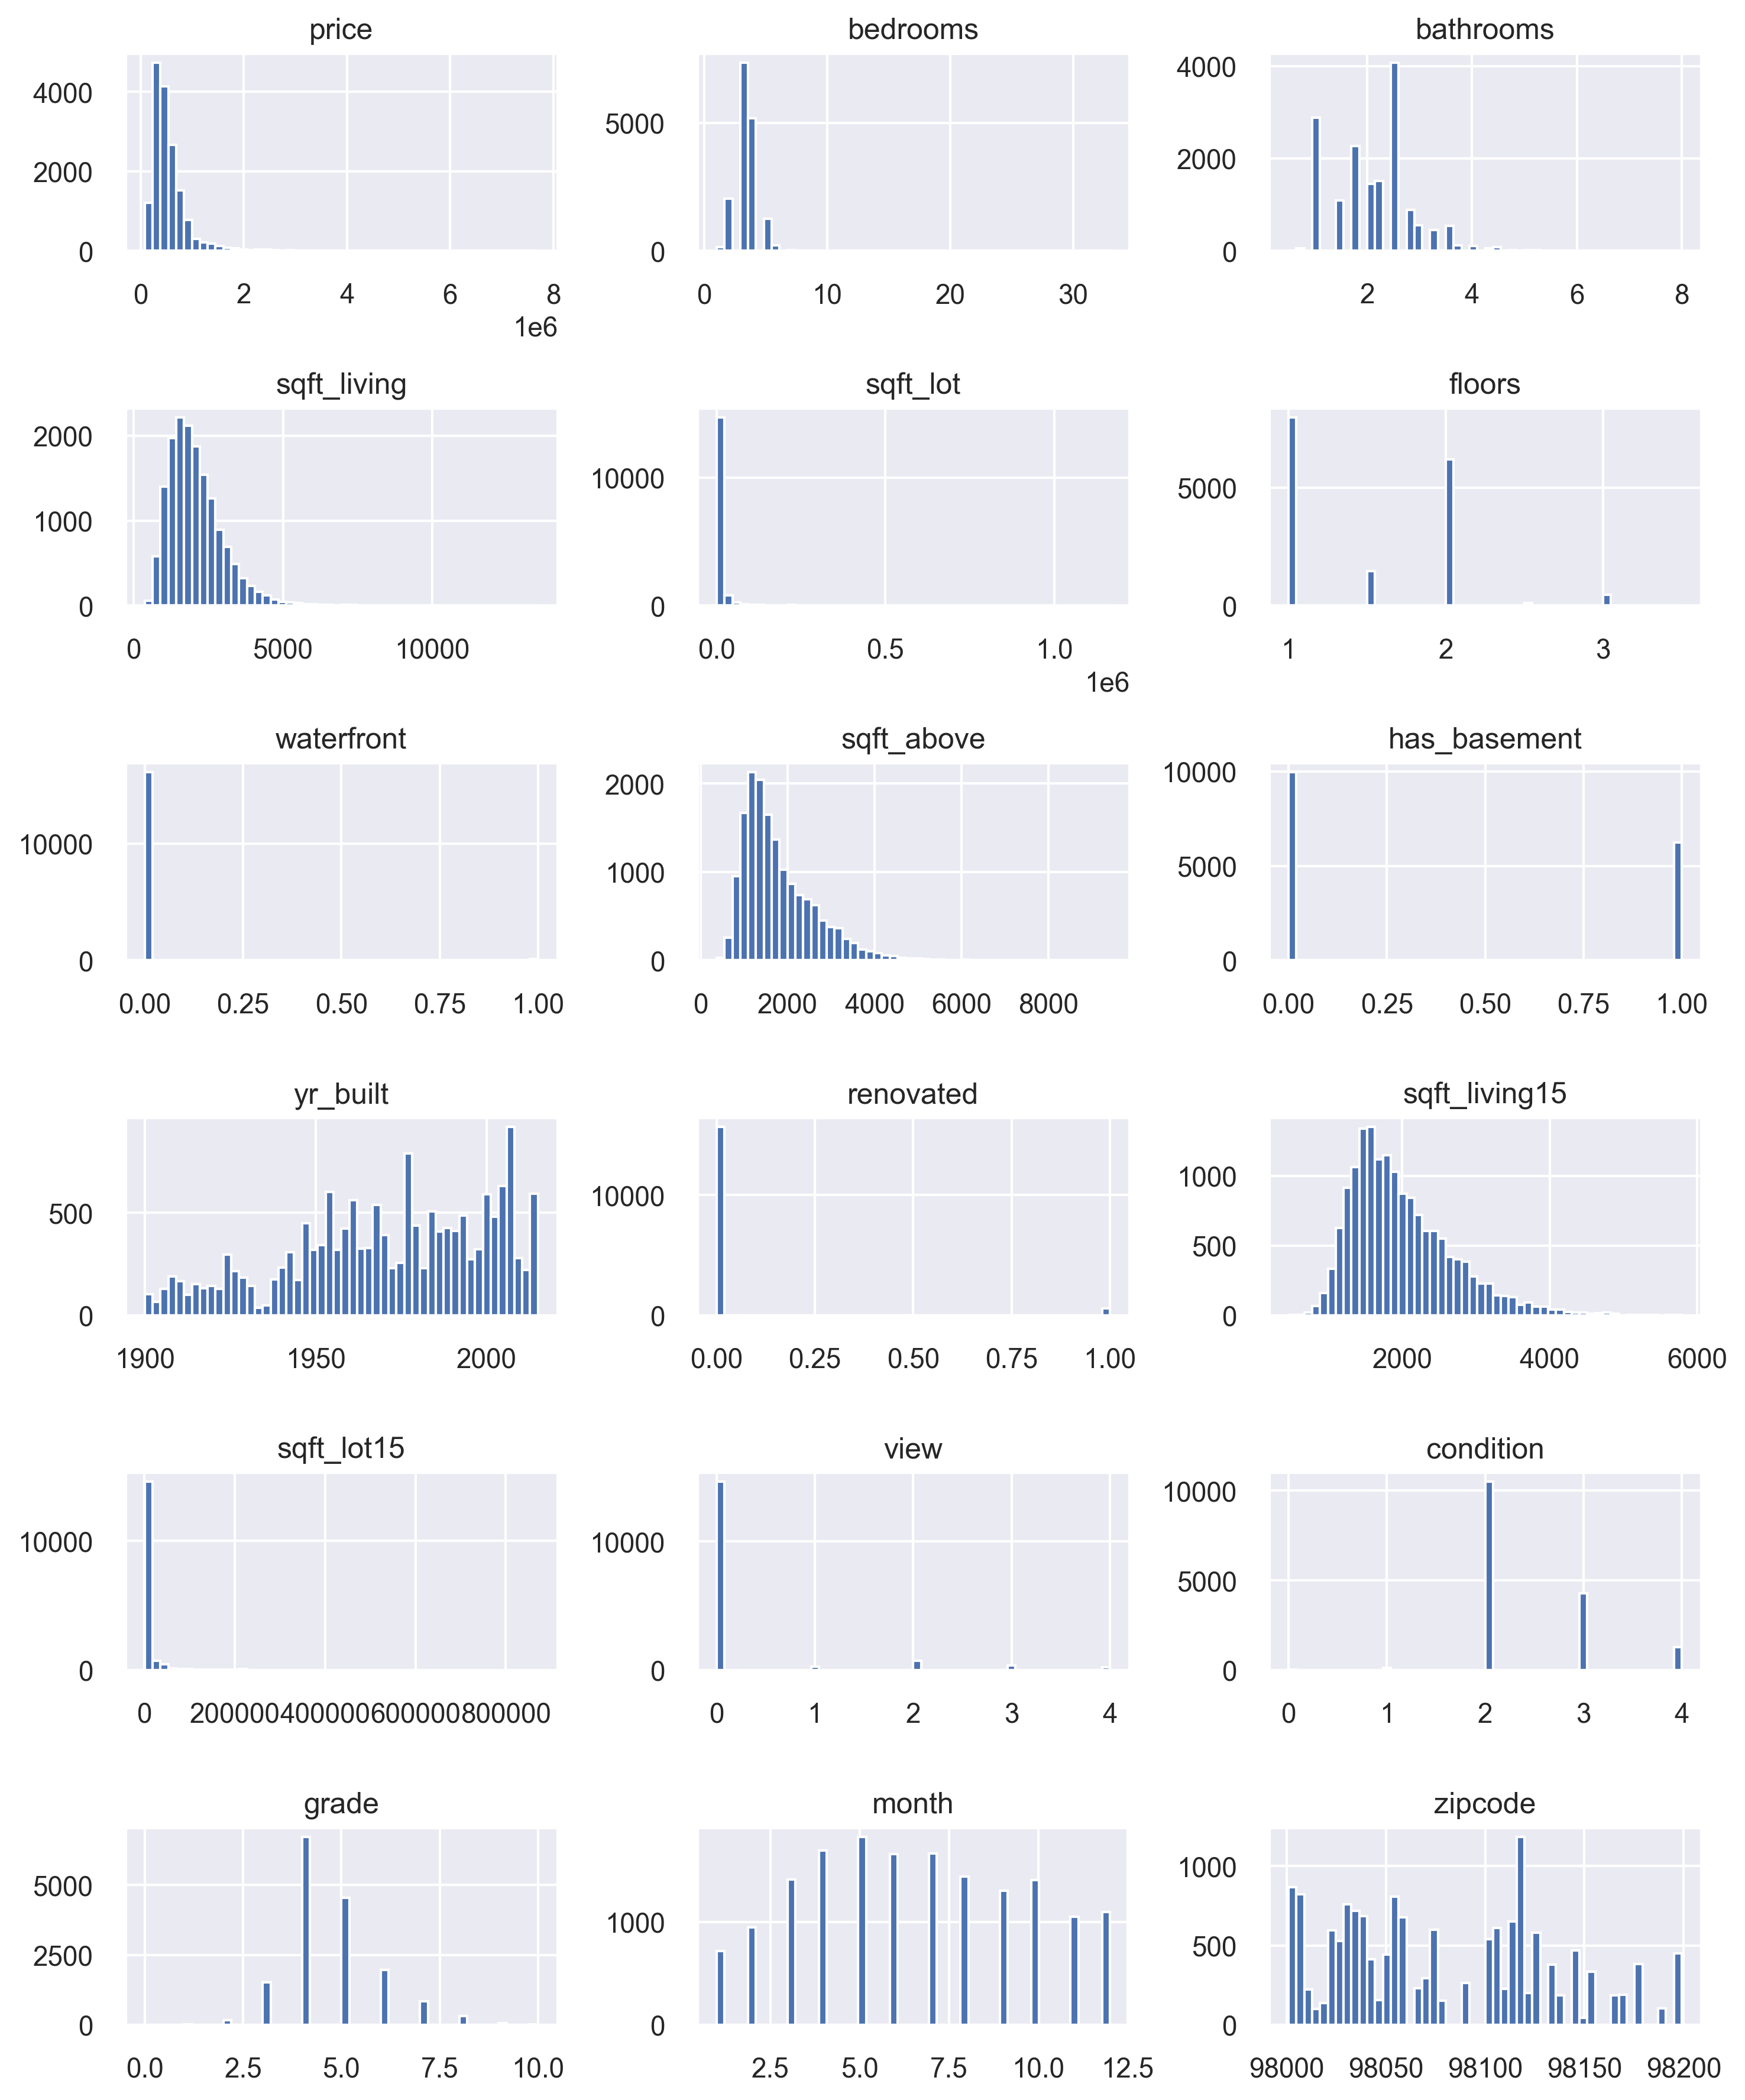 price bedrooms bathrooms
4000
2000
0
0 2 4 6 8
1e6
5000
0
0 10 20 30
4000
2000
0
2 4 6 8
sqft_living sqft_lot floors
2000
1000
0
0 5000 10000
10000
0
0.0 0.5 1.0
1e6
5000
0
1 2 3
waterfront sqft_above has_basement
10000
0
0.00 0.25 0.50 0.75 1.00
2000
1000
0
0 2000 4000 6000 8000
10000
5000
0
0.00 0.25 0.50 0.75 1.00
yr_built renovated sqft_living15
500
0
1900 1950 2000
10000
0
0.00 0.25 0.50 0.75 1.00
1000
500
0
2000 4000 6000
sqft_lot15 view condition
10000
0
0 200000 400000 600000 800000
10000
0
0 1 2 3 4
10000
5000
0
0 1 2 3 4
grade month zipcode
5000
2500
0
0.0 2.5 5.0 7.5 10.0
1000
0
2.5 5.0 7.5 10.0 12.5
1000
500
0
98000 98050 98100 98150 98200